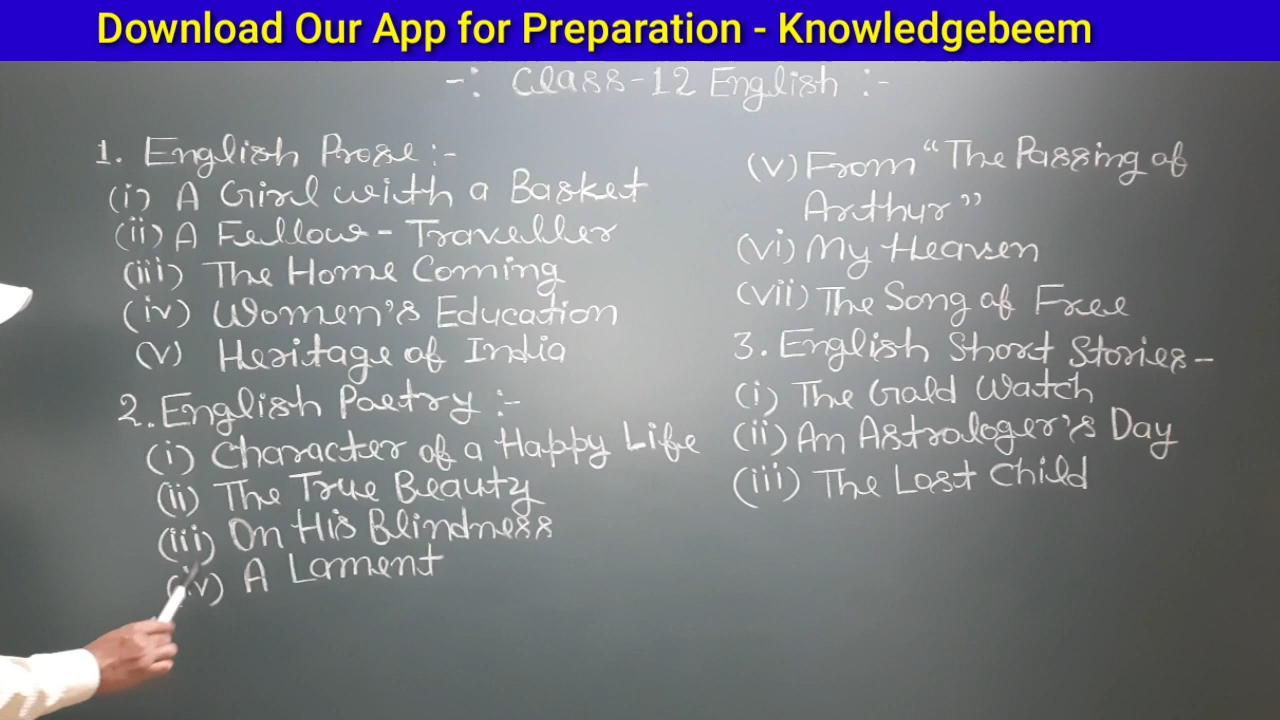 Download Our App for Preparation - Knowledgebeem
-: Class-12 English :-
1. English Prose :-
(i) A Girl with a Basket
(ii) A Fellow - Traveller
(iii) The Home Coming
(iv) Women's Education
(v) Heritage of India
2. English Poetry :-
(i) Character of a Happy Life
(ii) The True Beauty
(iii) On His Blindness
(iv) A Lament
(v) From "The Passing of
Arthur"
(vi) My Heaven
(vii) The Song of Free
3. English Short Stories -
(i) The Gold Watch
(ii) An Astrologer's Day
(iii) The Lost Child